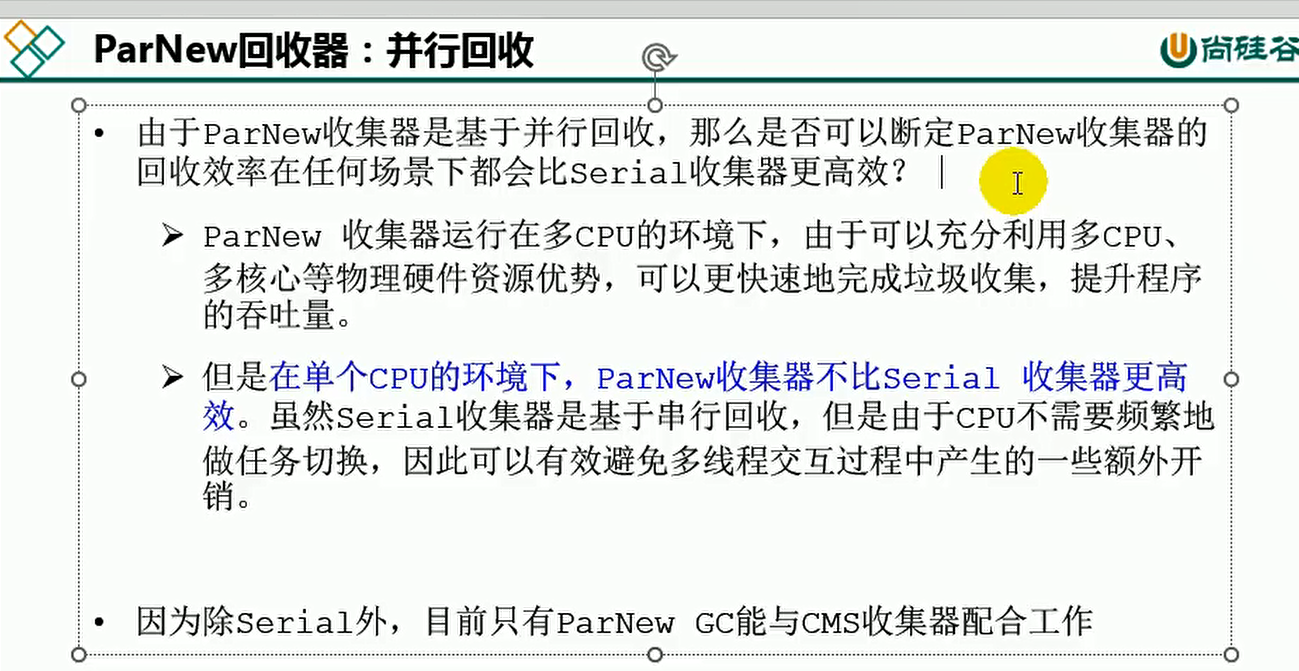 ParNew回收器：并行回收
尚硅谷
• 由于ParNew收集器是基于并行回收，那么是否可以断定ParNew收集器的
回收效率在任何场景下都会比Serial收集器更高效？
➢ ParNew 收集器运行在多CPU的环境下，由于可以充分利用多CPU、
多核心等物理硬件资源优势，可以更快速地完成垃圾收集，提升程序
的吞吐量。
➢ 但是在单个CPU的环境下，ParNew收集器不比Serial 收集器更高
效。虽然Serial收集器是基于串行回收，但是由于CPU不需要频繁地
做任务切换，因此可以有效避免多线程交互过程中产生的一些额外开
销。
• 因为除Serial外，目前只有ParNew GC能与CMS收集器配合工作